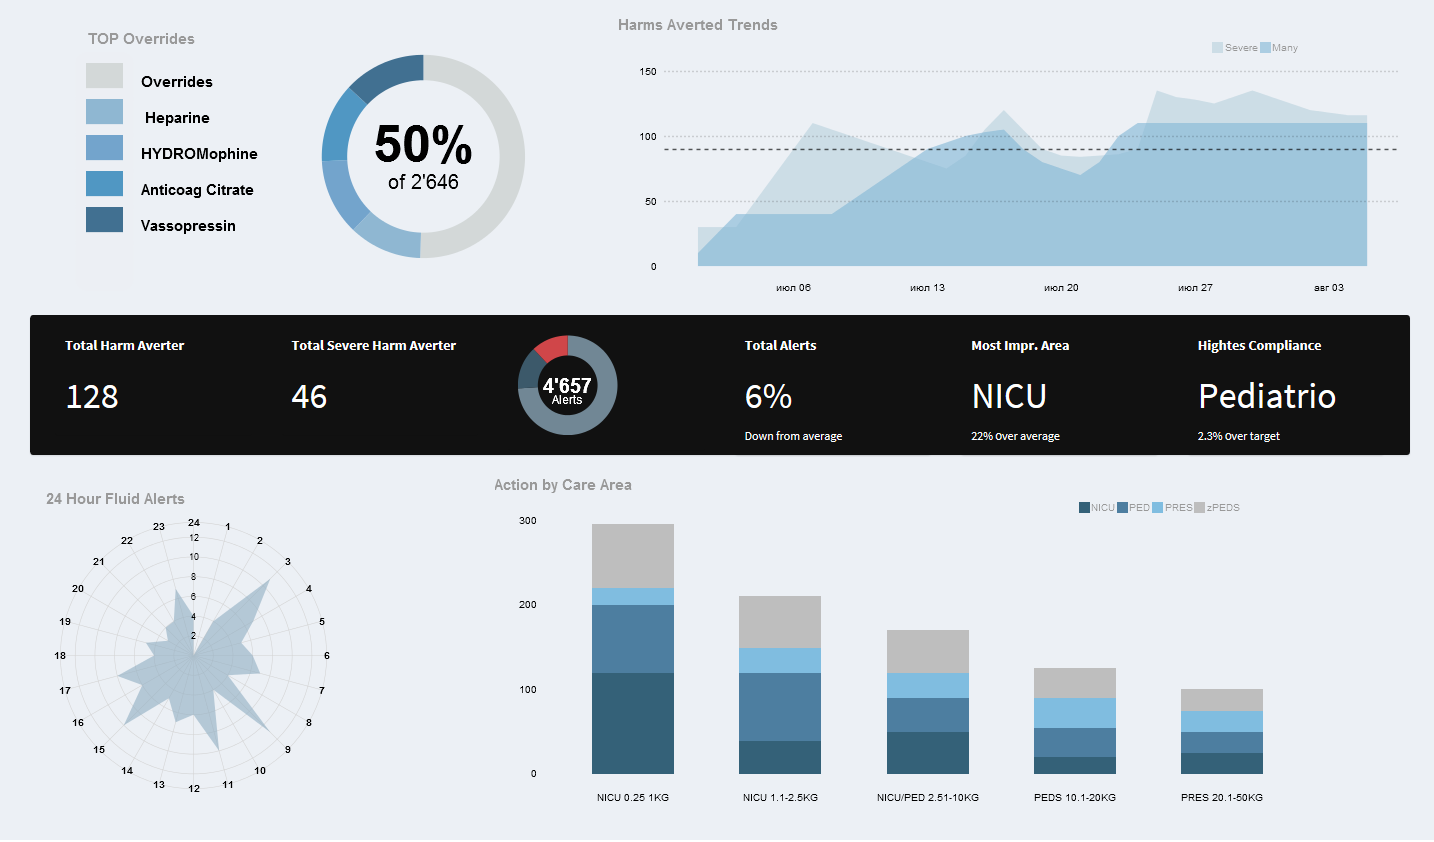 TOP Overrides
Overrides
Heparine
HYDROMophine
Anticoag Citrate
Vassopressin
50%
of 2'646
Harms Averted Trends
Severe Many
150
100
50
0
июл 06 июл 13 июл 20 июл 27 авг 03
Total Harm Averter
128
Total Severe Harm Averter
46
4'657
Alerts
Total Alerts
6%
Down from average
Most Impr. Area
NICU
22% Over average
Hightes Compliance
Pediatrio
2.3% Over target
24 Hour Fluid Alerts
24
1
2
3
4
5
6
7
8
9
10
11
12
13
14
15
16
17
18
19
20
21
22
23
12
10
8
6
4
2
Action by Care Area
NICU PED PRES zPEDS
300
200
100
0
NICU 0.25 1KG NICU 1.1-2.5KG NICU/PED 2.51-10KG PEDS 10.1-20KG PRES 20.1-50KG